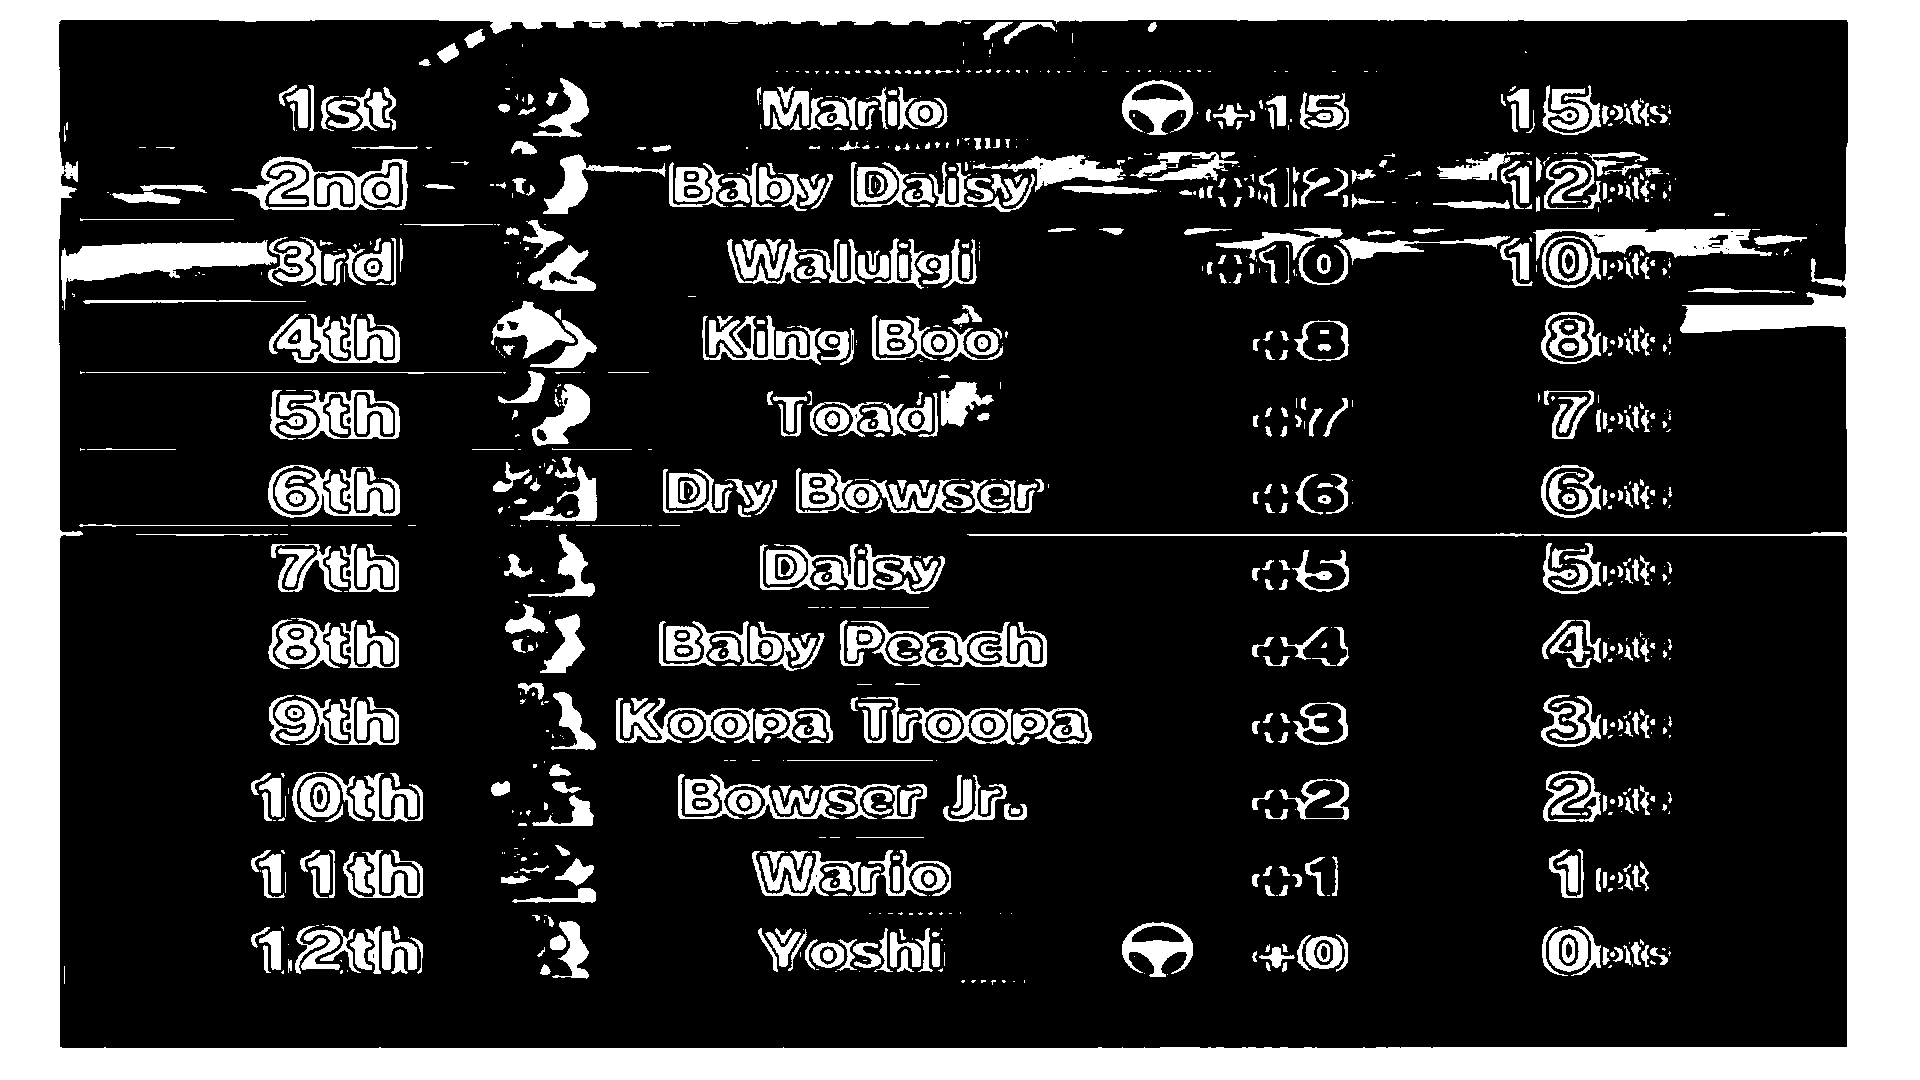 1st Mario +15 15pts
2nd Baby Daisy +12 12pts
3rd Waluigi +10 10pts
4th King Boo +8 8pts
5th Toad +7 7pts
6th Dry Bowser +6 6pts
7th Daisy +5 5pts
8th Baby Peach +4 4pts
9th Koopa Troopa +3 3pts
10th Bowser Jr. +2 2pts
11th Wario +1 1pt
12th Yoshi +0 0pts